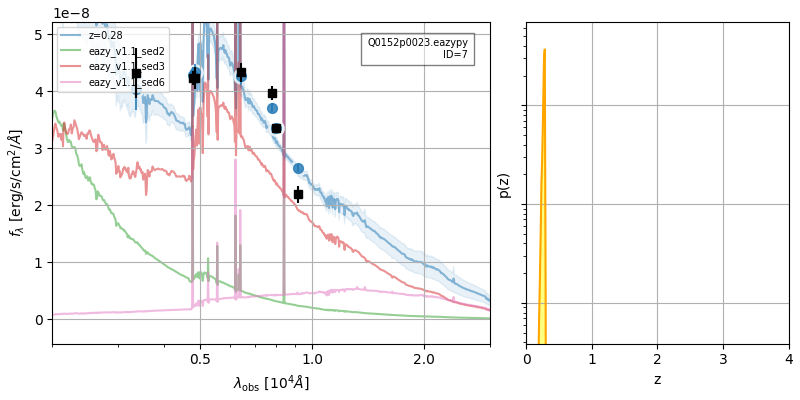 1e−8
z=0.28
eazy_v1.1_sed2
eazy_v1.1_sed3
eazy_v1.1_sed6
Q0152p0023.eazypy
ID=7
5
4
3
2
1
0
f_λ [erg/s/cm²/Å]
0.5
1.0
2.0
λ_obs [10⁴Å]
p(z)
0
1
2
3
4
z